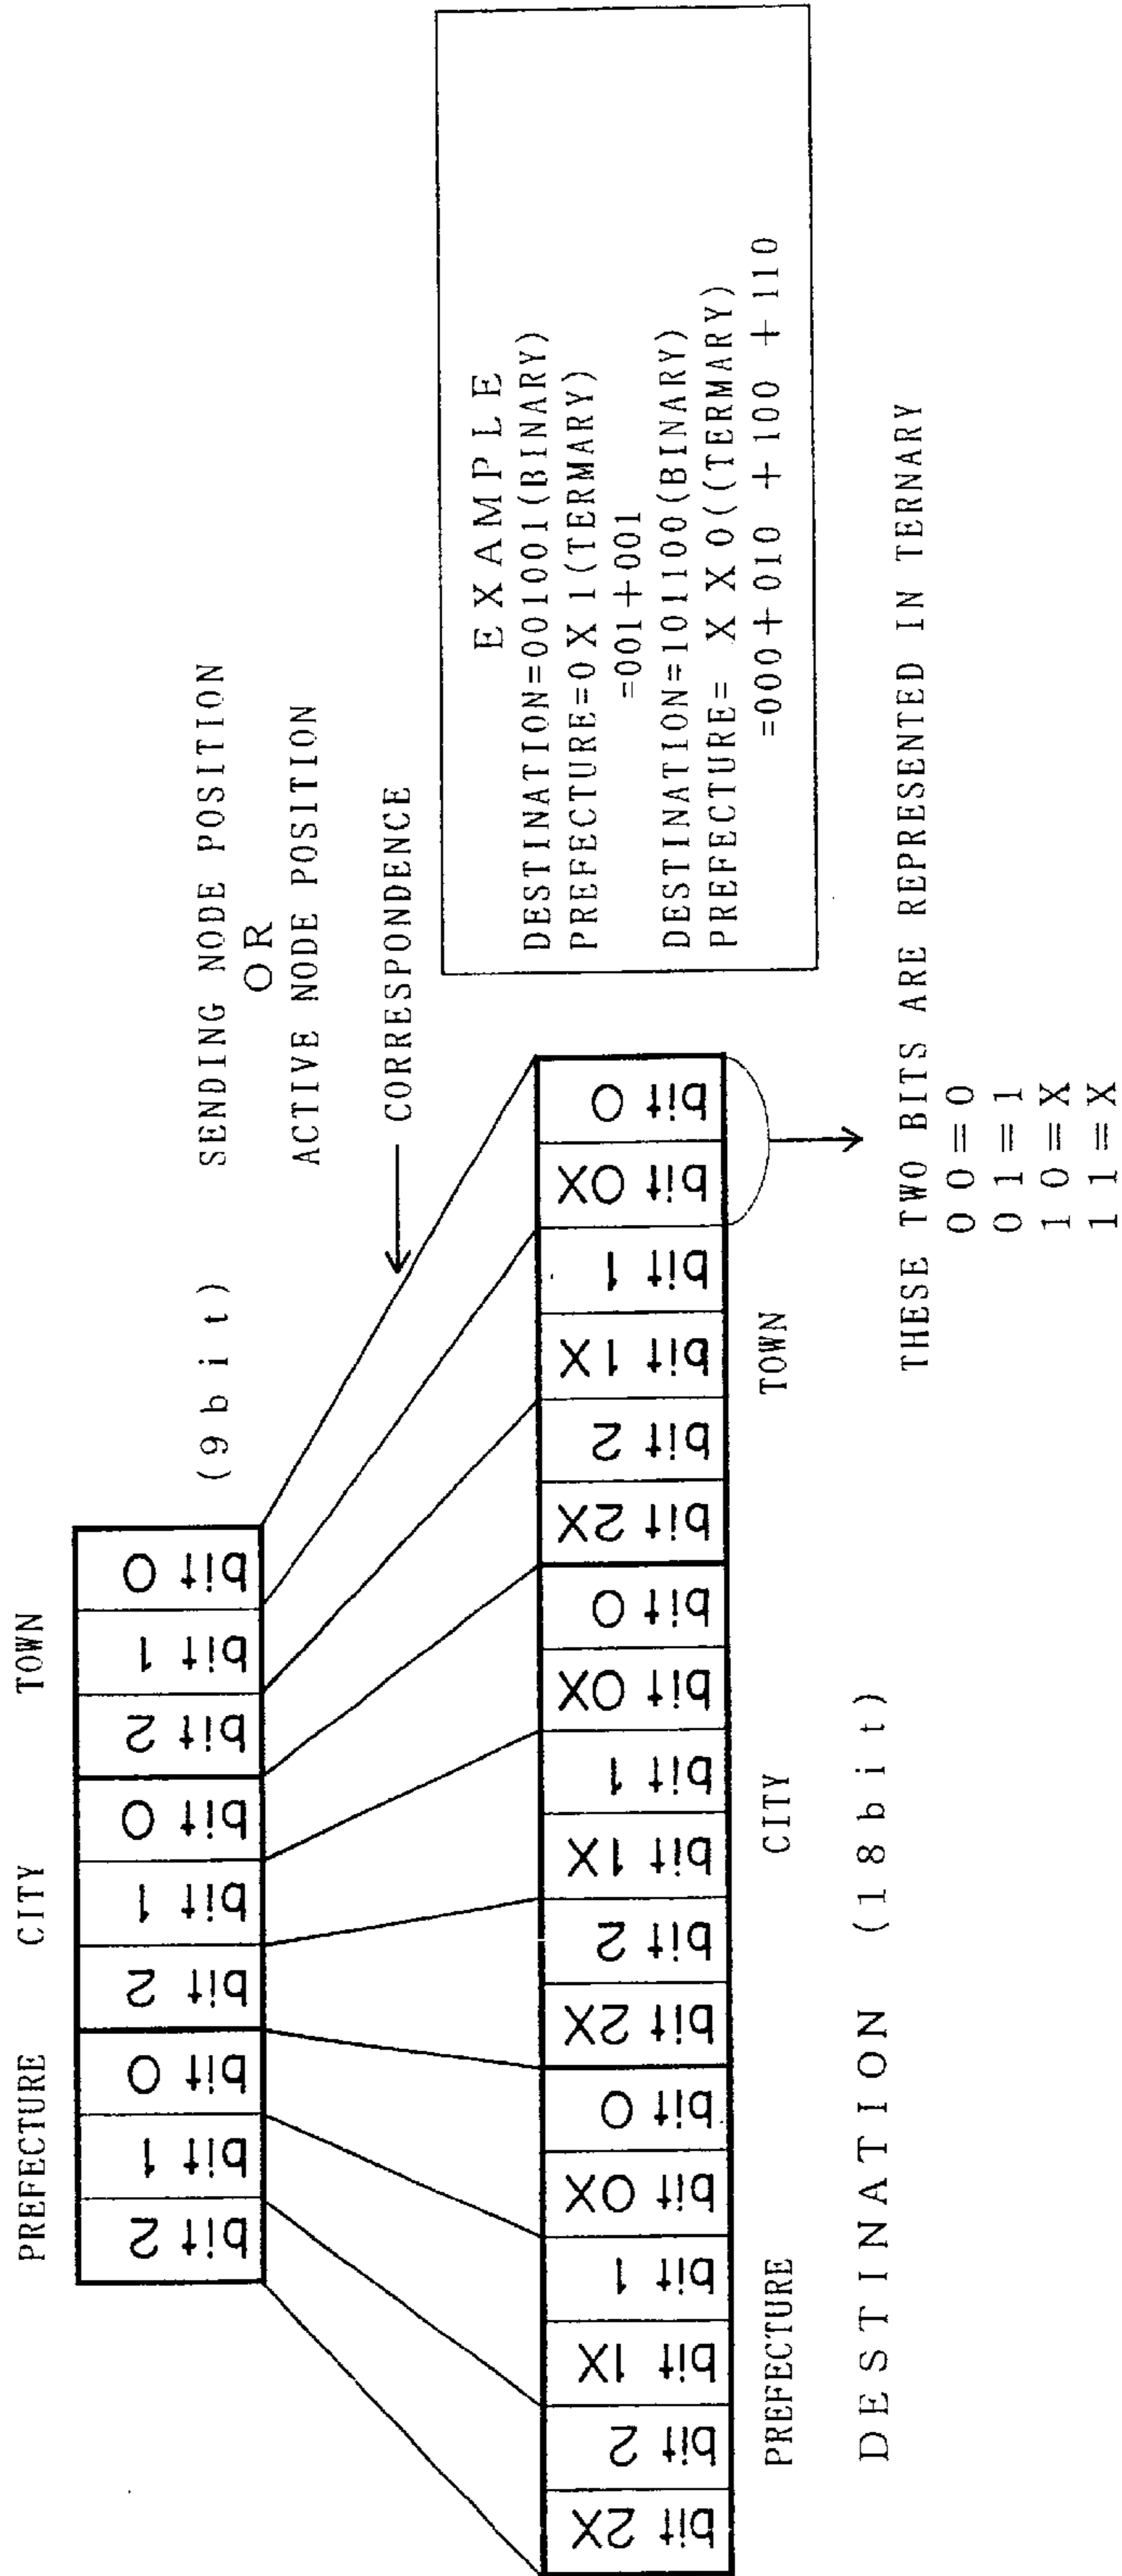 PREFECTURE CITY TOWN
bit 2 bit 1 bit 0 bit 2 bit 1 bit 0 bit 2 bit 1 bit 0
(9bit)
SENDING NODE POSITION
OR
ACTIVE NODE POSITION
CORRESPONDENCE
bit 2X bit 2 bit 1X bit 1 bit 0X bit 0 bit 2X bit 2 bit 1X bit 1 bit 0X bit 0 bit 2X bit 2 bit 1X bit 1 bit 0X bit 0
PREFECTURE CITY TOWN
DESTINATION (18bit)
EXAMPLE
DESTINATION=001001(BINARY)
PREFECTURE=0X1(TERMARY)
=001+001
DESTINATION=101100(BINARY)
PREFECTURE= XX0((TERMARY)
=000+010 +100 +110
THESE TWO BITS ARE REPRESENTED IN TERNARY
00=0
01=1
10=X
11=X